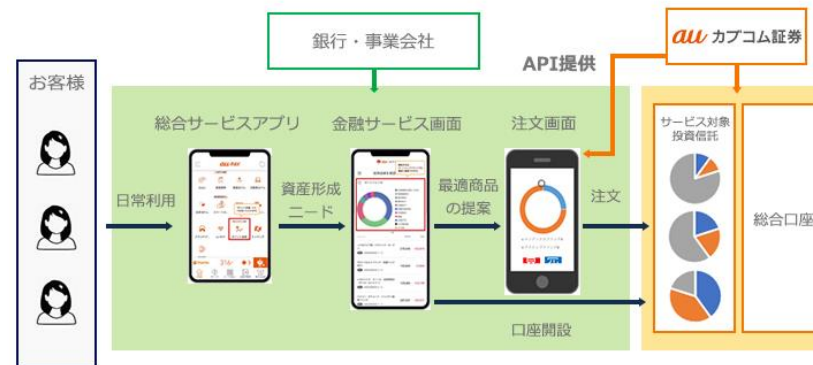 銀行・事業会社
au カブコム証券
API提供
お客様
総合サービスアプリ
金融サービス画面
注文画面
サービス対象
投資信託
au PAY
日常利用
資産形成
ニード
最適商品
の提案
注文
総合口座
口座開設